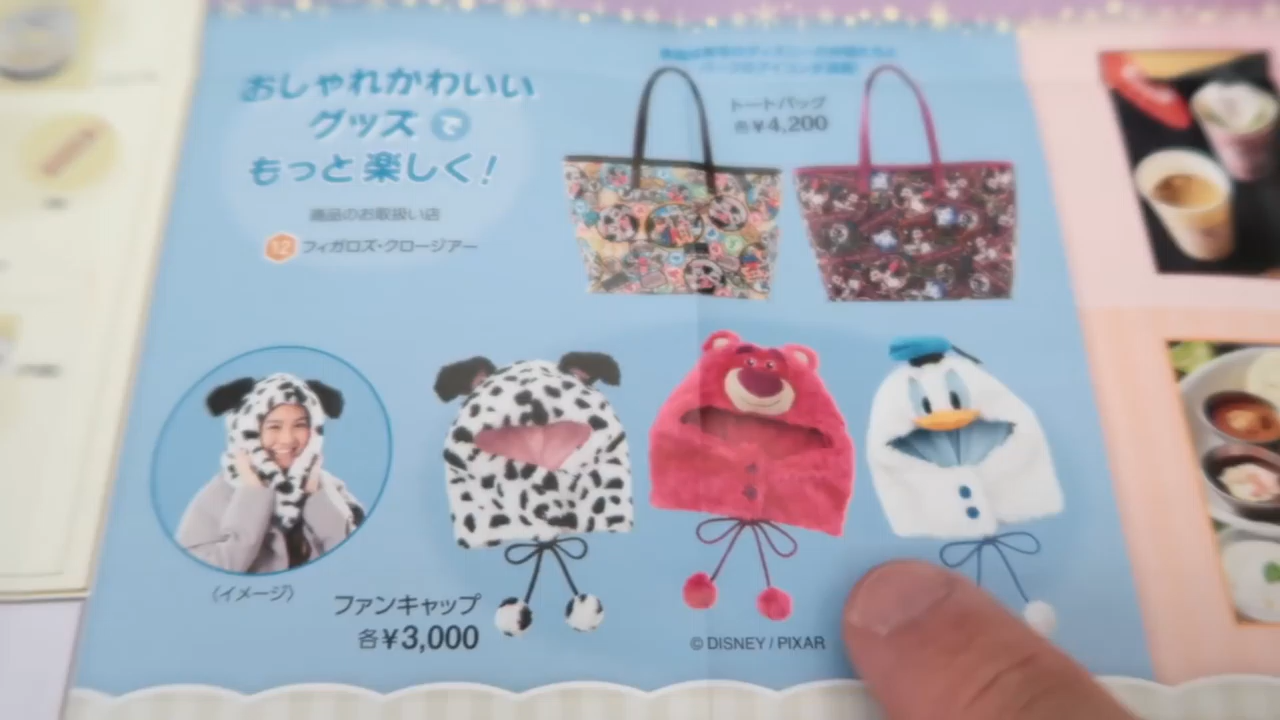 おしゃれかわいい
グッズで
もっと楽しく!
商品のお取扱い店
12 フィガロズ・クロージアー
トートバッグ
各¥4,200
(イメージ)
ファンキャップ
各¥3,000
© DISNEY / PIXAR